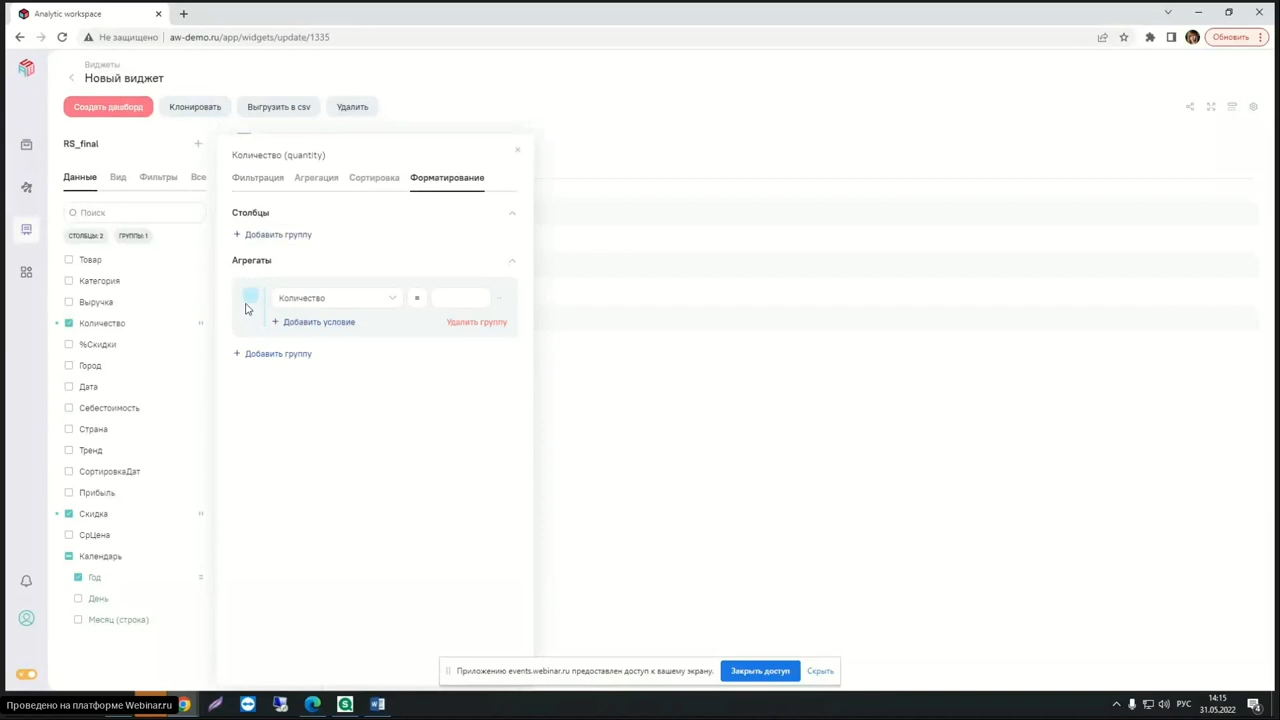 Analytic workspace
Не защищено aw-demo.ru/app/widgets/update/1335
Обновить
Виджеты
Новый виджет
Создать дашборд
Клонировать
Выгрузить в csv
Удалить
RS_final
Данные Вид Фильтры Все
Поиск
СТОЛБЦЫ: 2 ГРУППЫ: 1
Товар
Категория
Выручка
Количество
%Скидки
Город
Дата
Себестоимость
Страна
Тренд
СортировкаДат
Прибыль
Скидка
СрЦена
Календарь
Год
День
Месяц (строка)
Количество (quantity)
Фильтрация Агрегация Сортировка Форматирование
Столбцы
+ Добавить группу
Агрегаты
Количество =
+ Добавить условие Удалить группу
+ Добавить группу
Приложению events.webinar.ru предоставлен доступ к вашему экрану. Закрыть доступ Скрыть
Проведено на платформе Webinar.ru
РУС
14:15
31.05.2022
4